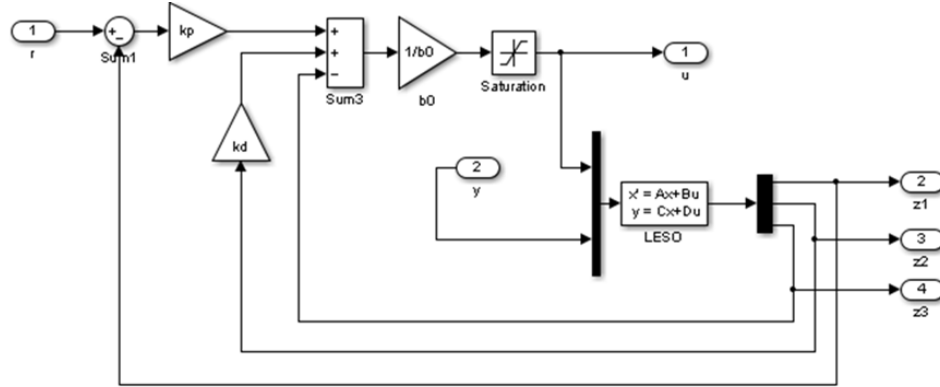 1
r
+
−
Sum1
kp
+
+
−
Sum3
1/b0
b0
Saturation
1
u
kd
2
y
x' = Ax+Bu
y = Cx+Du
LESO
2
z1
3
z2
4
z3